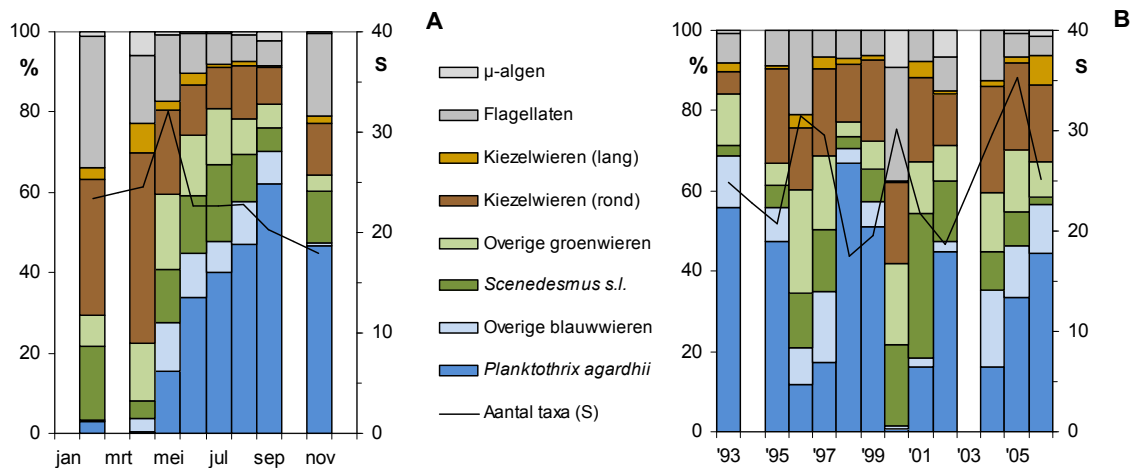 A
%
S
100
80
60
40
20
0
40
30
20
10
0
jan mrt mei jul sep nov
µ-algen
Flagellaten
Kiezelwieren (lang)
Kiezelwieren (rond)
Overige groenwieren
Scenedesmus s.l.
Overige blauwwieren
Planktothrix agardhii
Aantal taxa (S)
B
%
S
100
80
60
40
20
0
40
30
20
10
0
'93 '95 '97 '99 '01 '03 '05